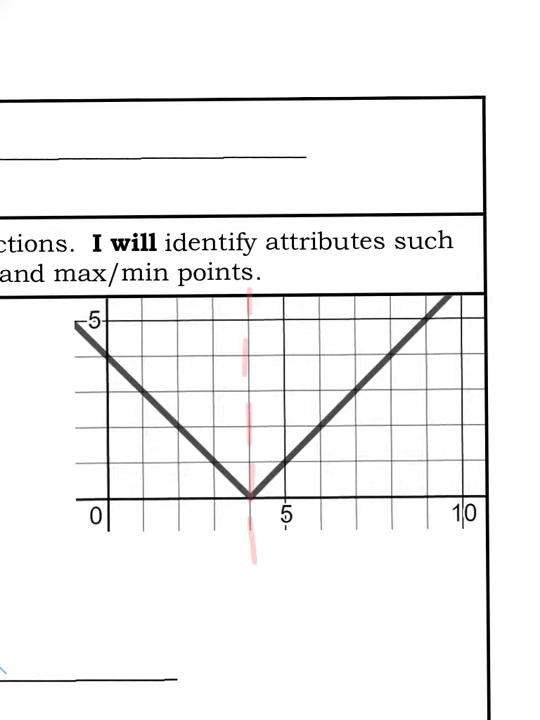 ctions. I will identify attributes such
and max/min points.
5
0 5 10